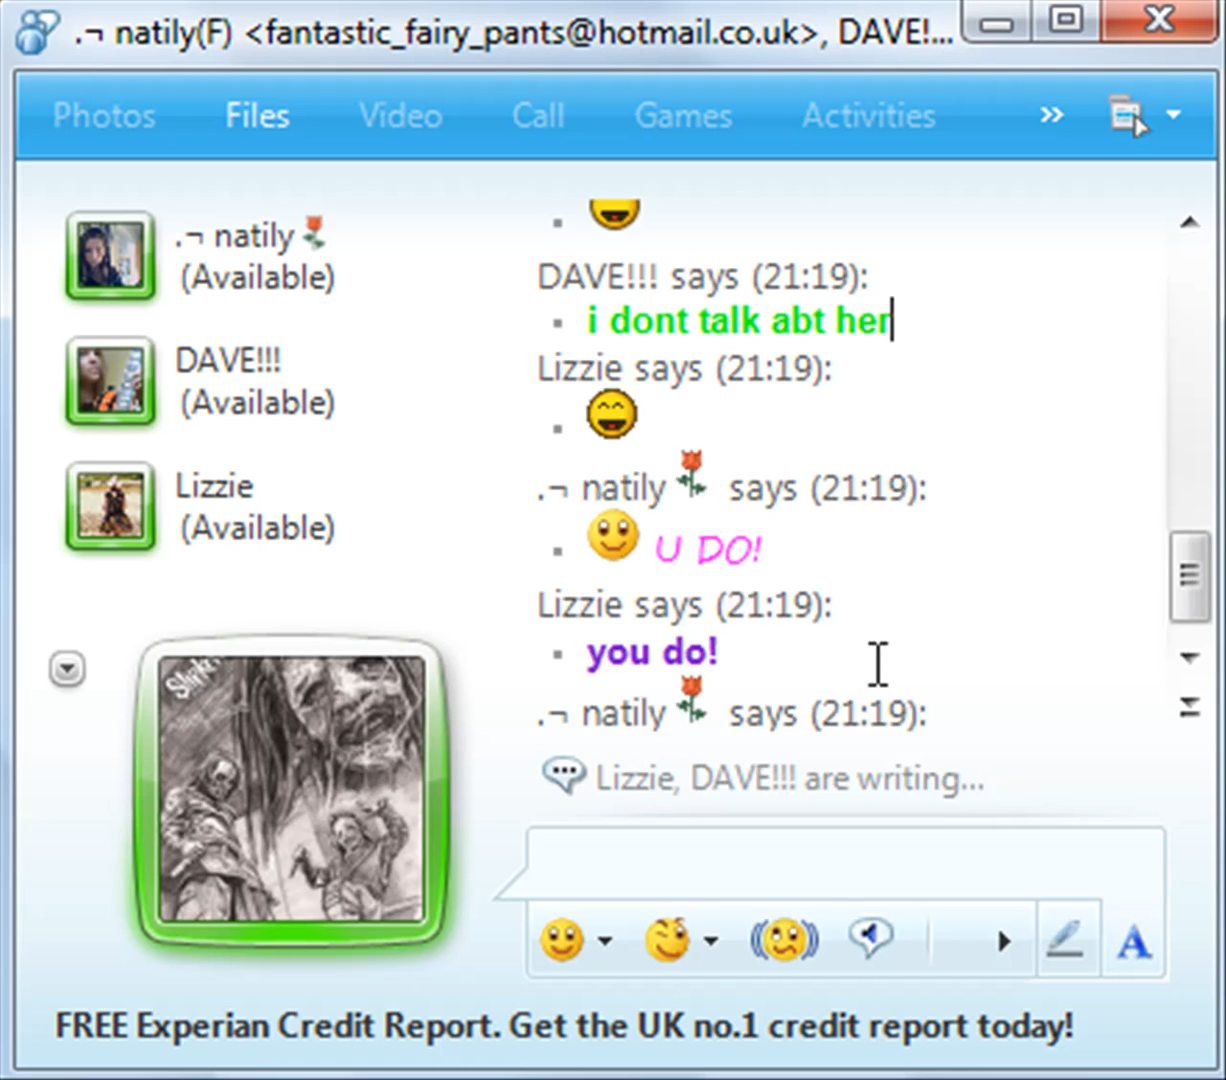 .¬ natily(F) <fantastic_fairy_pants@hotmail.co.uk>, DAVE!...
Photos Files Video Call Games Activities »
.¬ natily
(Available)
DAVE!!!
(Available)
Lizzie
(Available)
DAVE!!! says (21:19):
i dont talk abt her
Lizzie says (21:19):
.¬ natily says (21:19):
U DO!
Lizzie says (21:19):
you do!
.¬ natily says (21:19):
Lizzie, DAVE!!! are writing...
A
FREE Experian Credit Report. Get the UK no.1 credit report today!